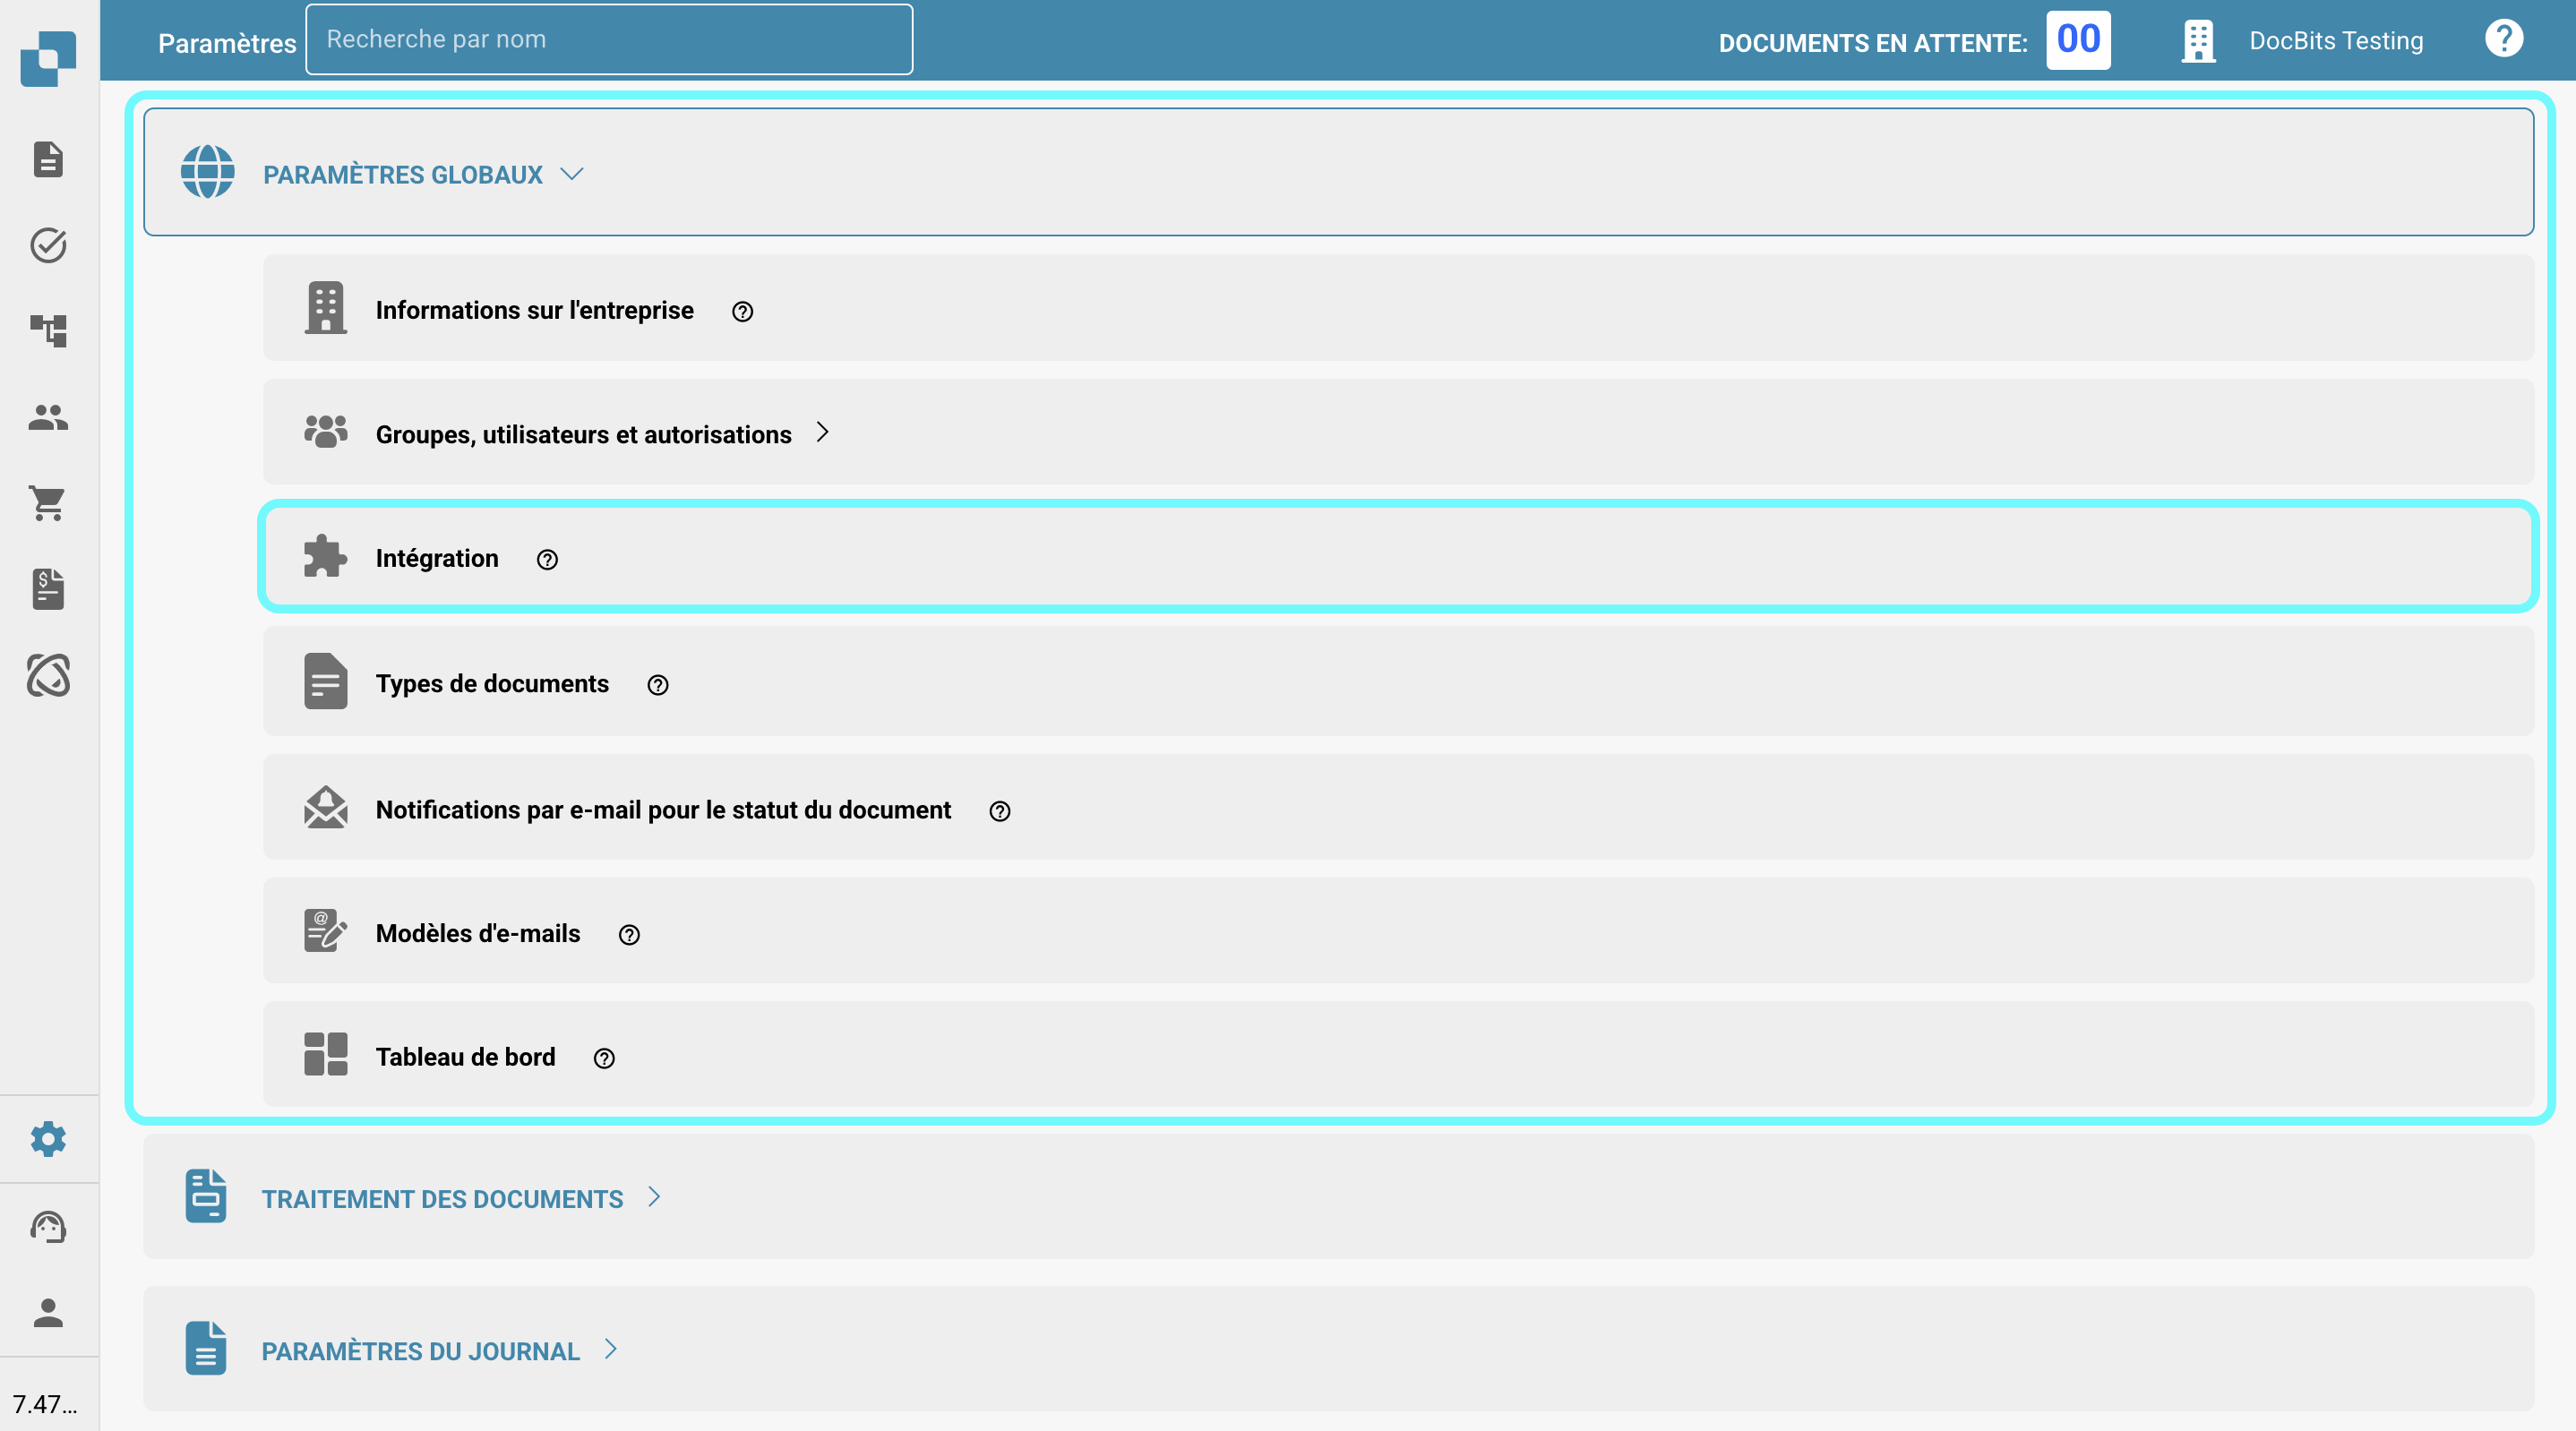 Paramètres
Recherche par nom
DOCUMENTS EN ATTENTE: 00
DocBits Testing
PARAMÈTRES GLOBAUX
Informations sur l'entreprise
Groupes, utilisateurs et autorisations
Intégration
Types de documents
Notifications par e-mail pour le statut du document
Modèles d'e-mails
Tableau de bord
TRAITEMENT DES DOCUMENTS
PARAMÈTRES DU JOURNAL
7.47...